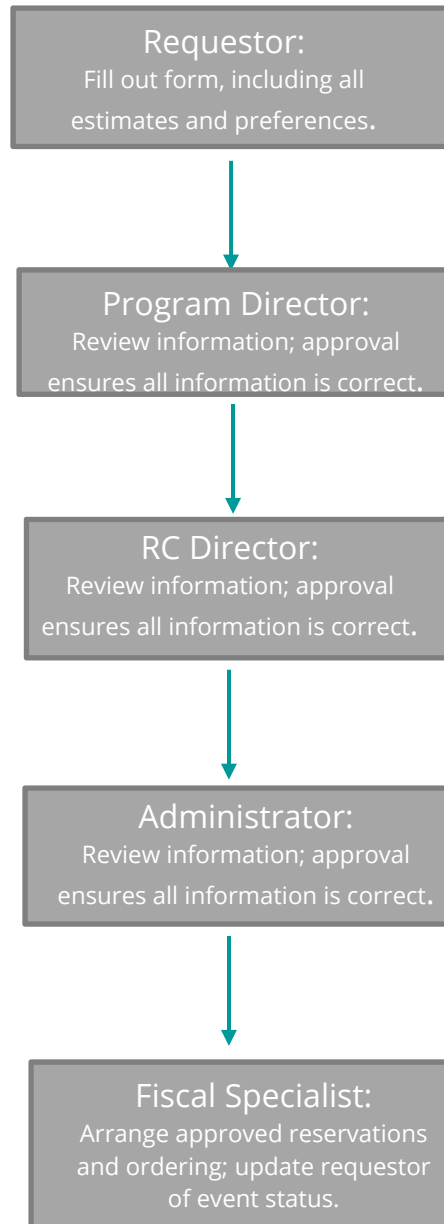 Requestor:
Fill out form, including all
estimates and preferences.
Program Director:
Review information; approval
ensures all information is correct.
RC Director:
Review information; approval
ensures all information is correct.
Administrator:
Review information; approval
ensures all information is correct.
Fiscal Specialist:
Arrange approved reservations
and ordering; update requestor
of event status.